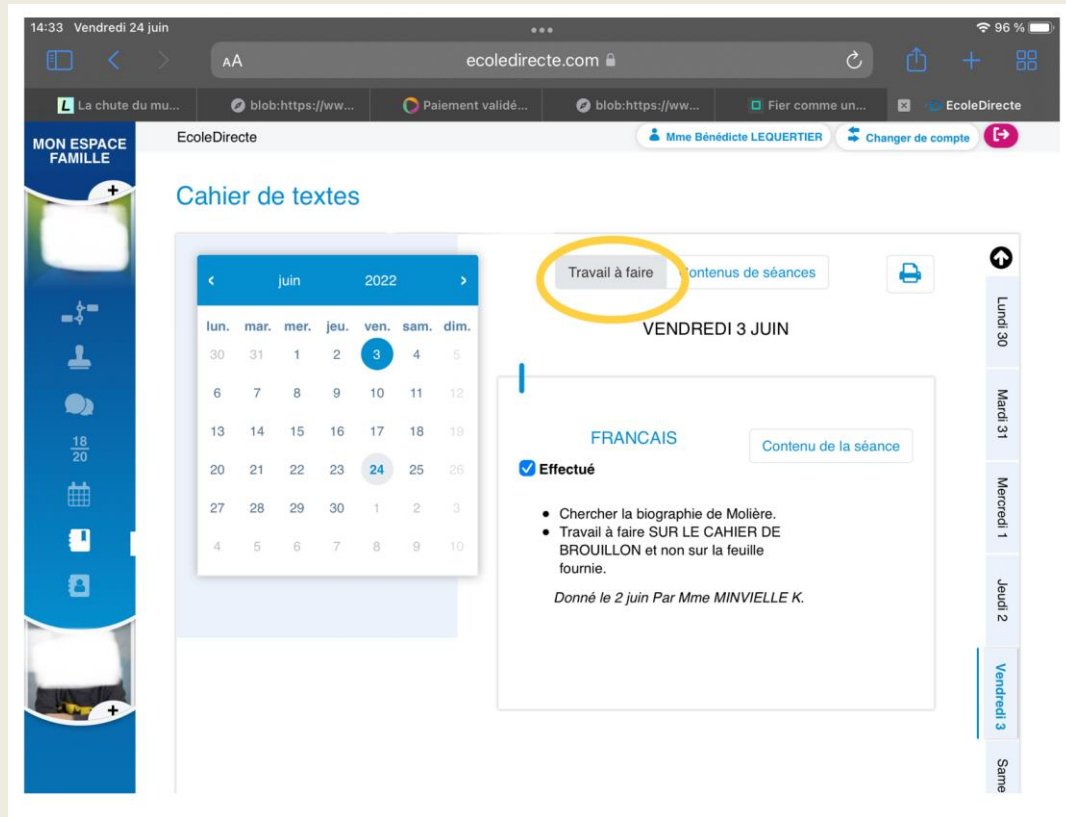 14:33 Vendredi 24 juin
96 %
AA
ecoledirecte.com
La chute du mu...
blob:https://ww...
Paiement validé...
blob:https://ww...
Fier comme un...
EcoleDirecte
MON ESPACE
FAMILLE
EcoleDirecte
Mme Bénédicte LEQUERTIER
Changer de compte
Cahier de textes
juin 2022
lun. mar. mer. jeu. ven. sam. dim.
30 31 1 2 3 4 5
6 7 8 9 10 11 12
13 14 15 16 17 18 19
20 21 22 23 24 25 26
27 28 29 30 1 2 3
4 5 6 7 8 9 10
18
20
Travail à faire
Contenus de séances
VENDREDI 3 JUIN
FRANCAIS
Contenu de la séance
Effectué
• Chercher la biographie de Molière.
• Travail à faire SUR LE CAHIER DE
BROUILLON et non sur la feuille
fournie.
Donné le 2 juin Par Mme MINVIELLE K.
Lundi 30
Mardi 31
Mercredi 1
Jeudi 2
Vendredi 3
Same